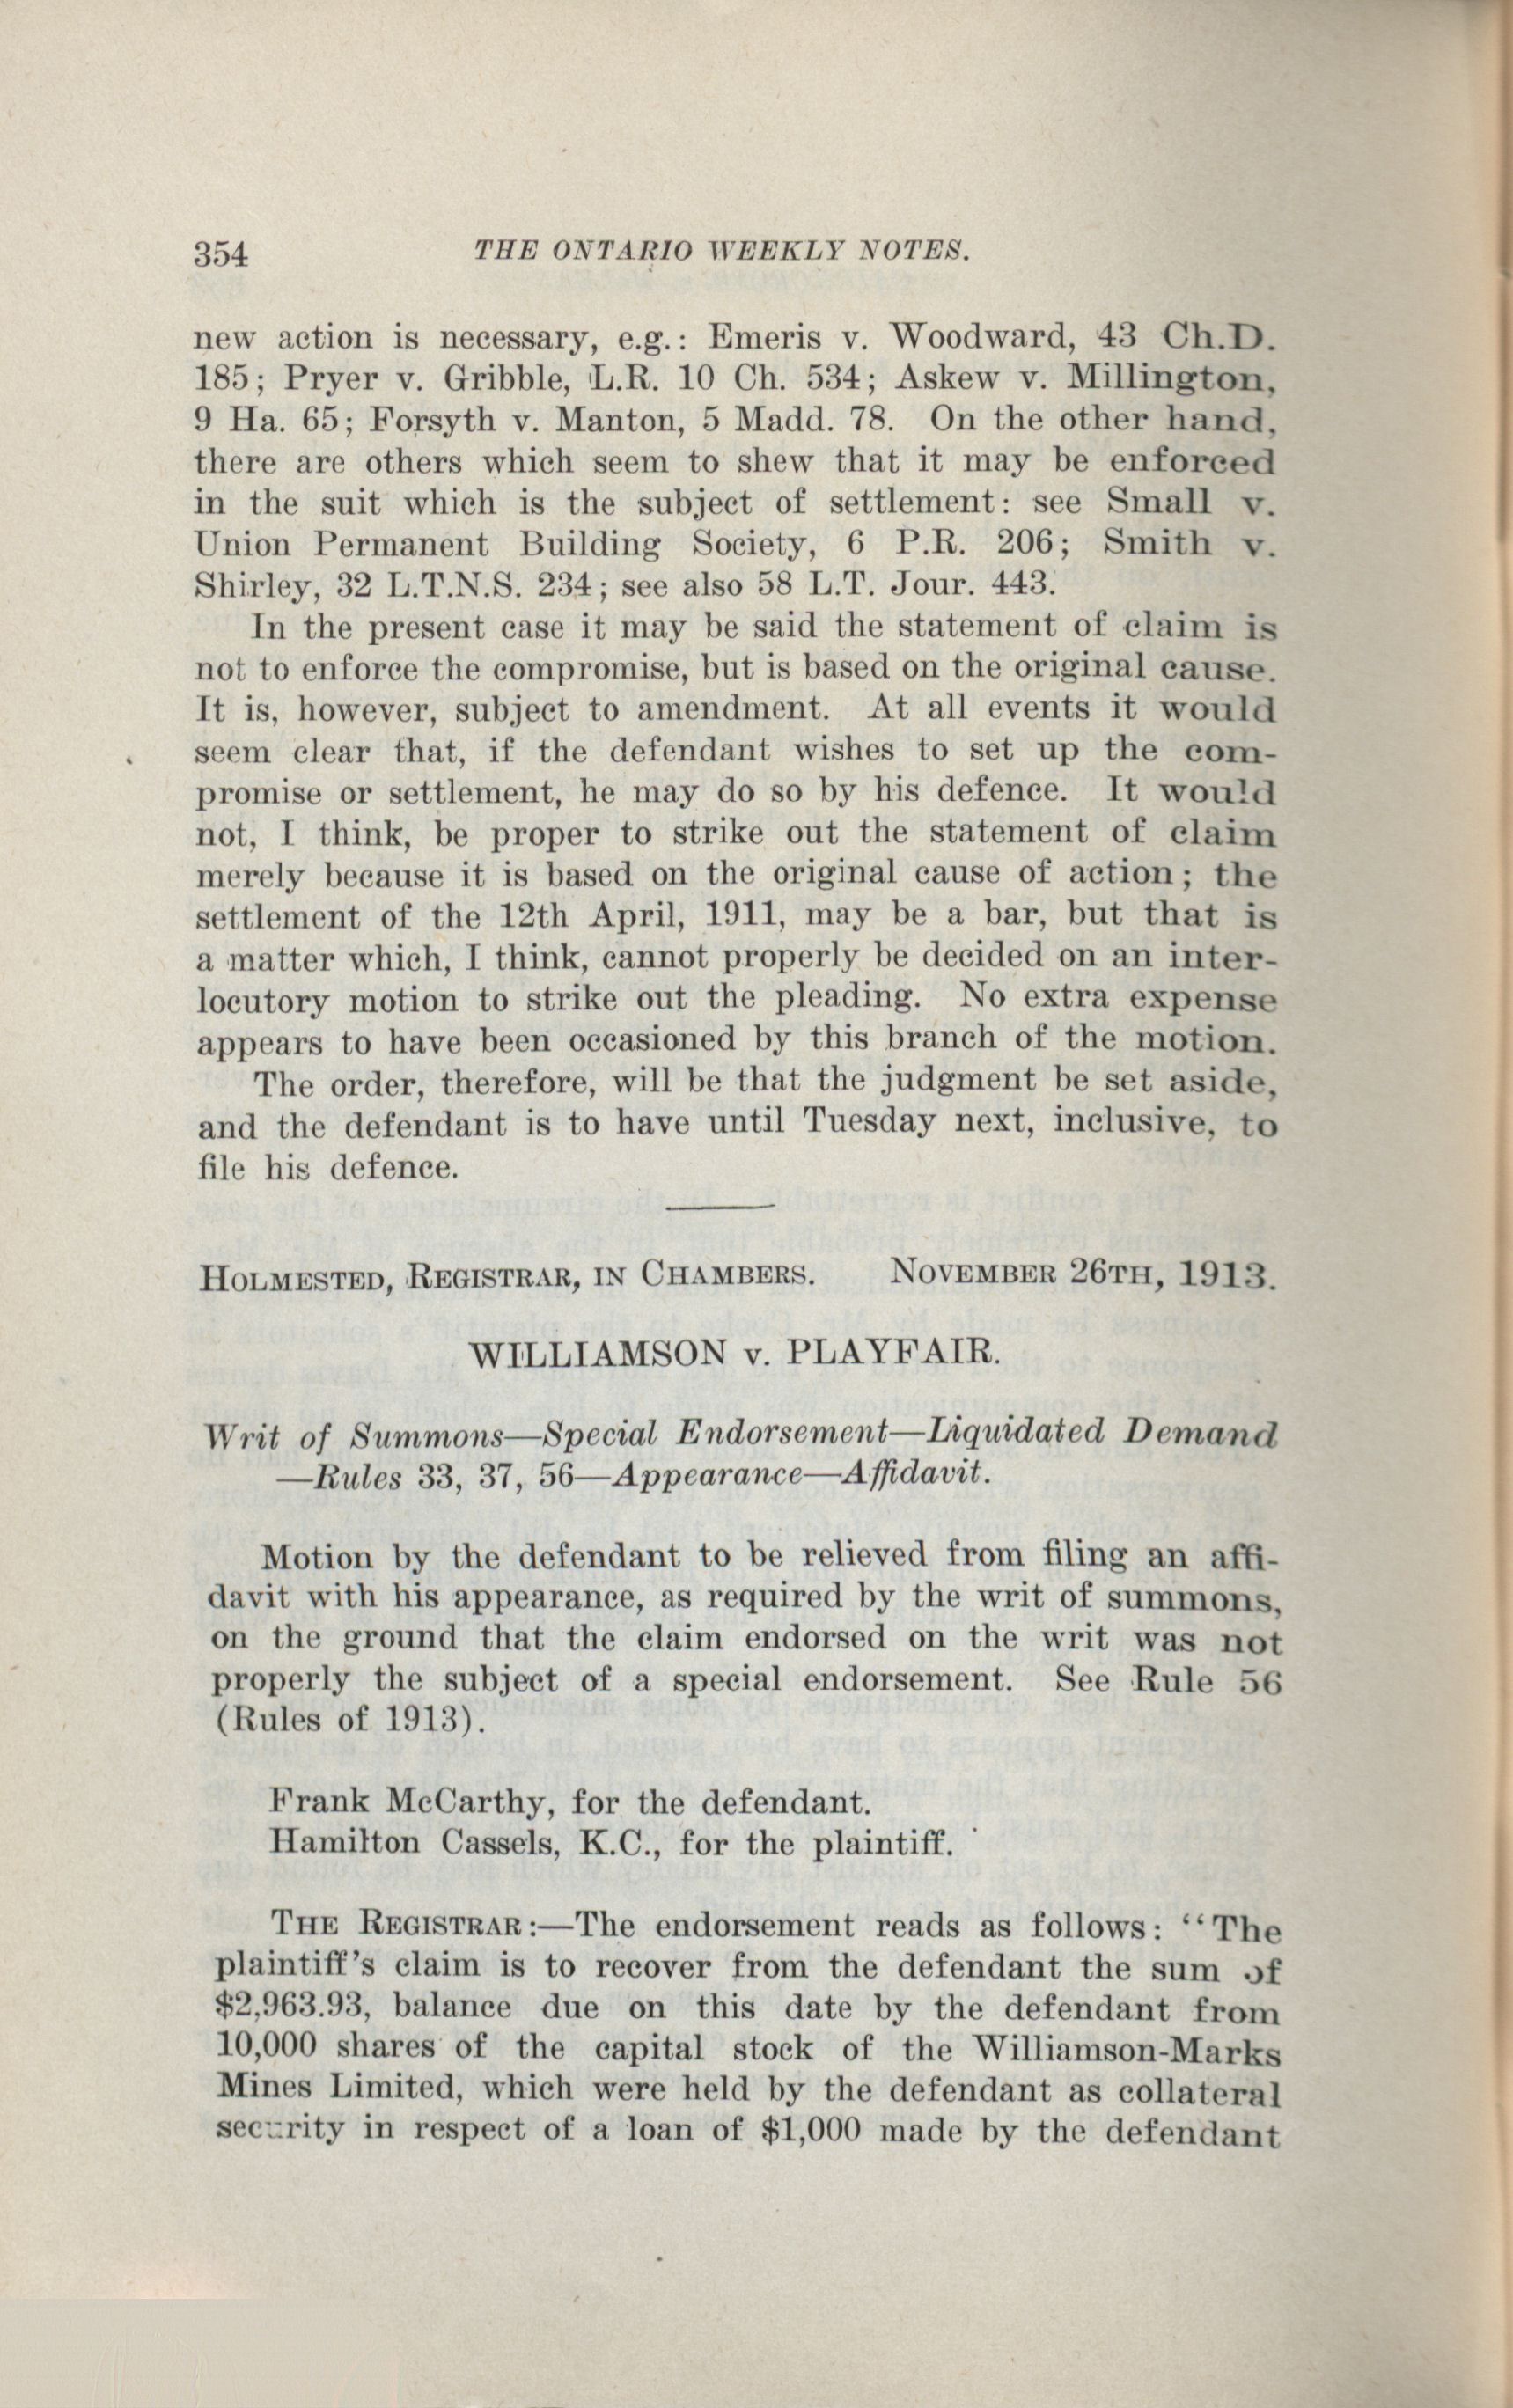 354 THE ONTARIO WEEKLY NOTES.
new action is necessary, e.g.: Emeris v. Woodward, 43 Ch.D.
185; Pryer v. Gribble, L.R. 10 Ch. 534; Askew v. Millington,
9 Ha. 65; Forsyth v. Manton, 5 Madd. 78. On the other hand,
there are others which seem to shew that it may be enforced
in the suit which is the subject of settlement: see Small v.
Union Permanent Building Society, 6 P.R. 206; Smith v.
Shirley, 32 L.T.N.S. 234; see also 58 L.T. Jour. 443.
In the present case it may be said the statement of claim is
not to enforce the compromise, but is based on the original cause.
It is, however, subject to amendment. At all events it would
seem clear that, if the defendant wishes to set up the com-
promise or settlement, he may do so by his defence. It would
not, I think, be proper to strike out the statement of claim
merely because it is based on the original cause of action; the
settlement of the 12th April, 1911, may be a bar, but that is
a matter which, I think, cannot properly be decided on an inter-
locutory motion to strike out the pleading. No extra expense
appears to have been occasioned by this branch of the motion.
The order, therefore, will be that the judgment be set aside,
and the defendant is to have until Tuesday next, inclusive, to
file his defence.
HOLMESTED, REGISTRAR, IN CHAMBERS. NOVEMBER 26TH, 1913.
WILLIAMSON v. PLAYFAIR.
Writ of Summons—Special Endorsement—Liquidated Demand
—Rules 33, 37, 56—Appearance—Affidavit.
Motion by the defendant to be relieved from filing an affi-
davit with his appearance, as required by the writ of summons,
on the ground that the claim endorsed on the writ was not
properly the subject of a special endorsement. See Rule 56
(Rules of 1913).
Frank McCarthy, for the defendant.
Hamilton Cassels, K.C., for the plaintiff.
THE REGISTRAR:—The endorsement reads as follows: "The
plaintiff's claim is to recover from the defendant the sum of
$2,963.93, balance due on this date by the defendant from
10,000 shares of the capital stock of the Williamson-Marks
Mines Limited, which were held by the defendant as collateral
security in respect of a loan of $1,000 made by the defendant